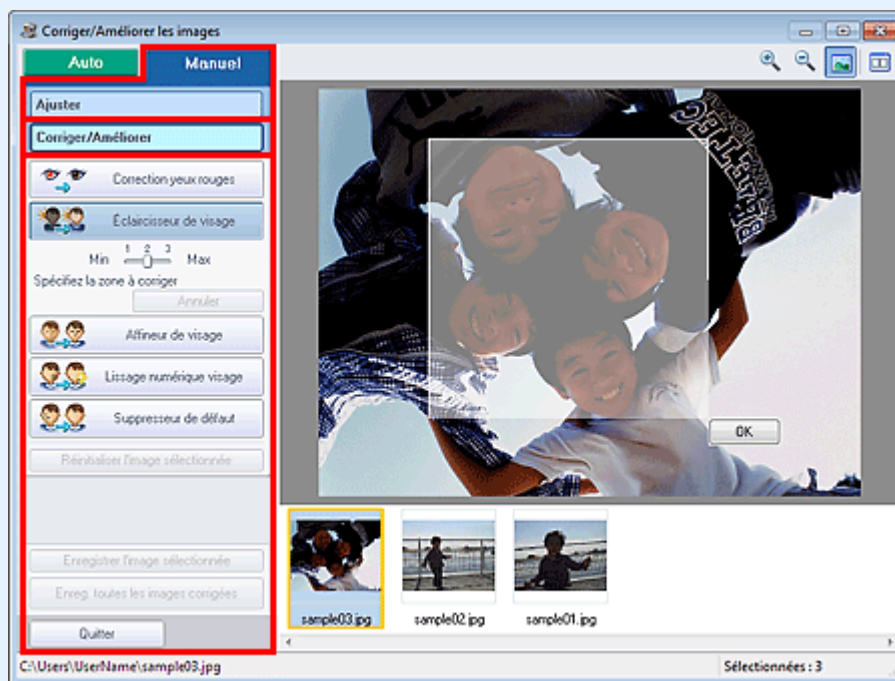 Corriger/Améliorer les images
Auto
Manuel
Ajuster
Corriger/Améliorer
Correction yeux rouges
Éclaircisseur de visage
1 2 3
Min Max
Spécifiez la zone à corriger
Annuler
Affineur de visage
Lissage numérique visage
Suppresseur de défaut
Réinitialiser l'image sélectionnée
Enregistrer l'image sélectionnée
Enreg. toutes les images corrigées
Quitter
OK
sample03.jpg
sample02.jpg
sample01.jpg
C:\Users\UserName\sample03.jpg
Sélectionnées : 3